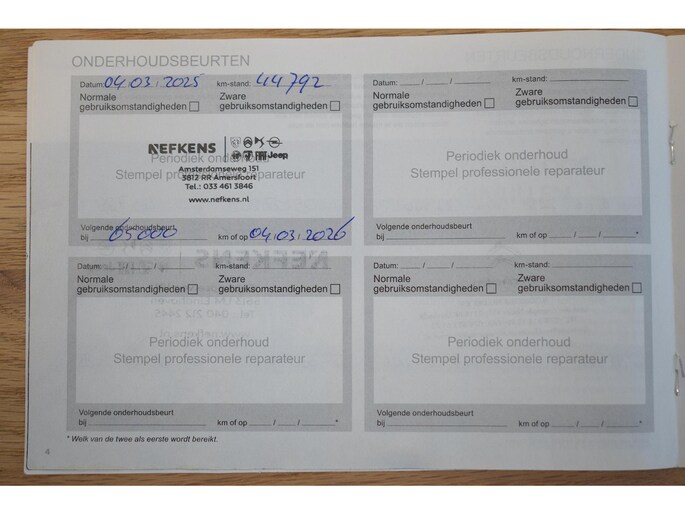 ONDERHOUDSBEURTEN
Datum: 04.03.2025 km-stand: 44792
Normale gebruiksomstandigheden
Zware gebruiksomstandigheden
Periodiek onderhoud
Stempel professionele reparateur
NEFKENS
Jeep
Amsterdamseweg 151
3812 RR Amersfoort
Tel.: 033 461 3846
www.nefkens.nl
Volgende onderhoudsbeurt
bij 65000 km of op 04.03.2026
Datum: / / km-stand:
Normale gebruiksomstandigheden
Zware gebruiksomstandigheden
Periodiek onderhoud
Stempel professionele reparateur
Volgende onderhoudsbeurt
bij km of op / / *
Datum: / / km-stand:
Normale gebruiksomstandigheden
Zware gebruiksomstandigheden
Periodiek onderhoud
Stempel professionele reparateur
Volgende onderhoudsbeurt
bij km of op / / *
Datum: / / km-stand:
Normale gebruiksomstandigheden
Zware gebruiksomstandigheden
Periodiek onderhoud
Stempel professionele reparateur
Volgende onderhoudsbeurt
bij km of op / / *
* Welk van de twee als eerste wordt bereikt.
4